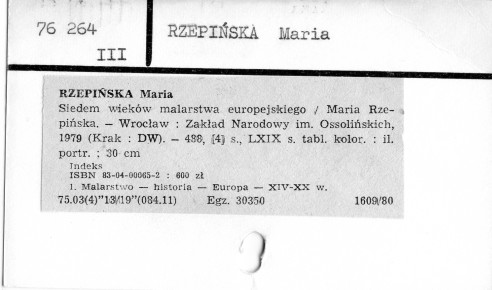 76 264
III
RZEPIŃSKA Maria
RZEPIŃSKA Maria
Siedem wieków malarstwa europejskiego / Maria Rze-
pińska. — Wrocław : Zakład Narodowy im. Ossolińskich,
1979 (Krak : DW). — 488, [4] s., LXIX s. tabl. kolor. : il.
portr. ; 30 cm
Indeks
ISBN 83-04-00065-2 : 600 zł
1. Malarstwo — historia — Europa — XIV-XX w.
75.03(4)"13/19"(084.11) Egz. 30350 1609/80